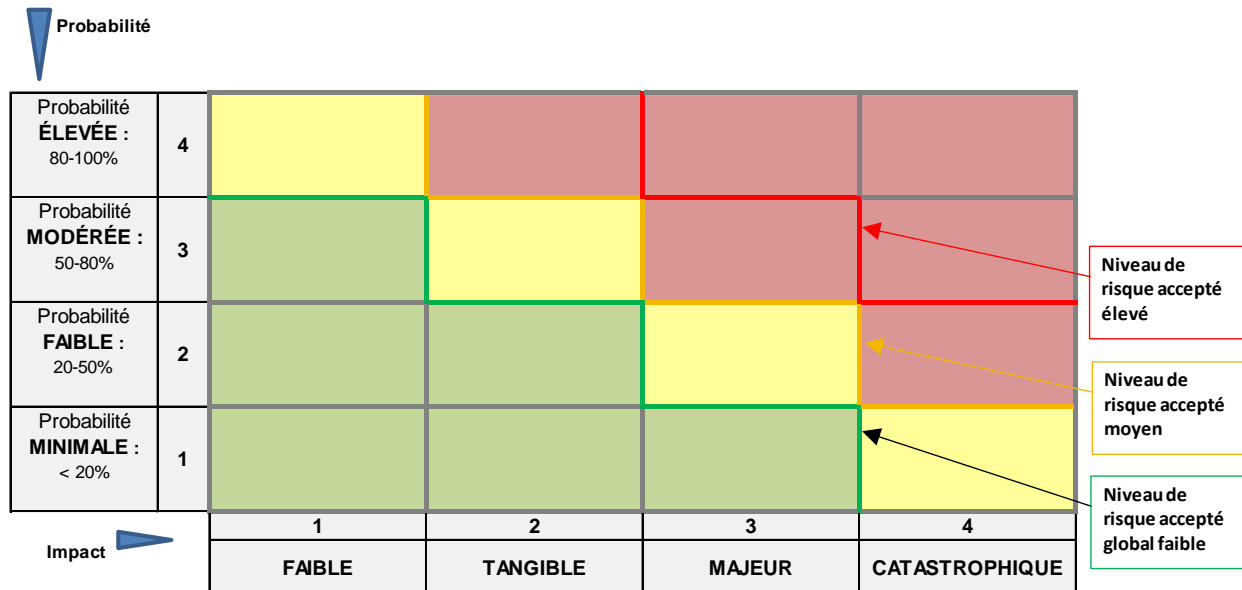 Probabilité
Probabilité
ÉLEVÉE :
80-100%
4
Probabilité
MODÉRÉE :
50-80%
3
Probabilité
FAIBLE :
20-50%
2
Probabilité
MINIMALE :
< 20%
1
Niveau de
risque accepté
élevé
Niveau de
risque accepté
moyen
Niveau de
risque accepté
global faible
Impact
1 2 3 4
FAIBLE TANGIBLE MAJEUR CATASTROPHIQUE